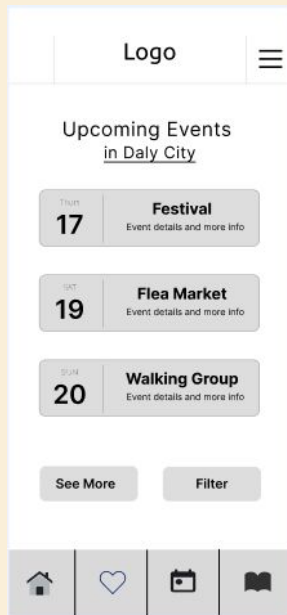 Logo
Upcoming Events
in Daly City
Thurs
17
Festival
Event details and more info
SAT
19
Flea Market
Event details and more info
SUN
20
Walking Group
Event details and more info
See More
Filter